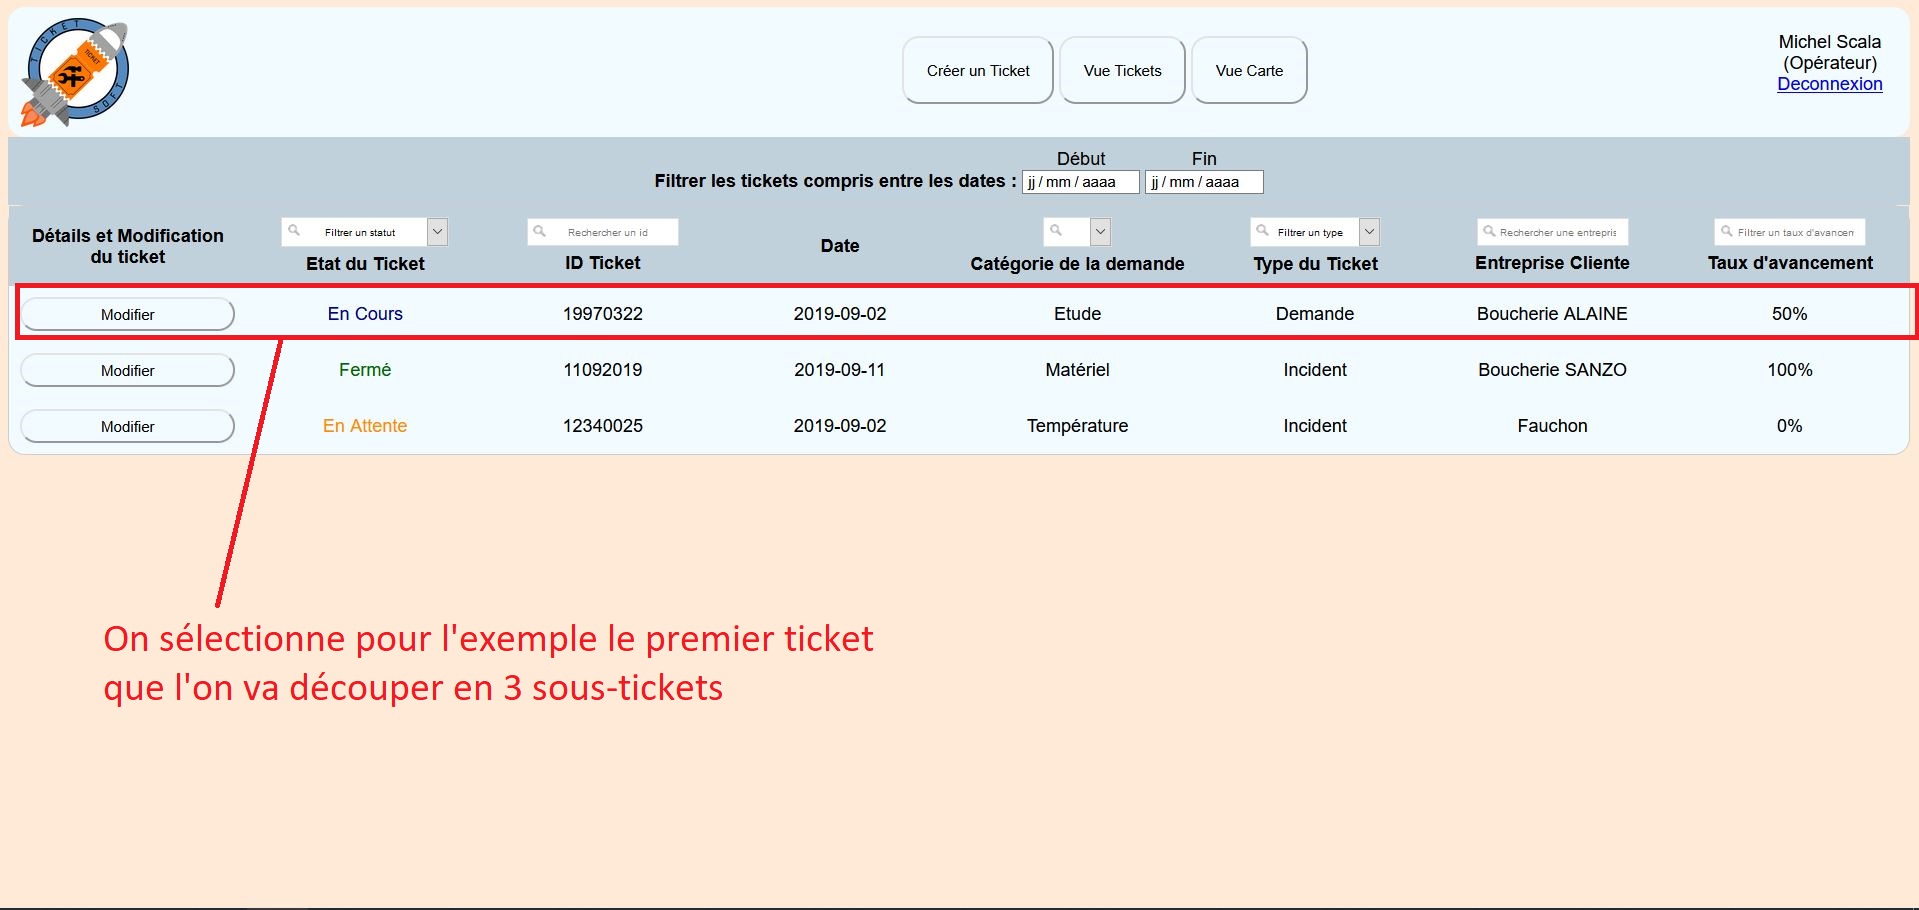 TICKET
TICKET
SOFT
Créer un Ticket
Vue Tickets
Vue Carte
Michel Scala
(Opérateur)
Deconnexion
Début Fin
Filtrer les tickets compris entre les dates : jj / mm / aaaa jj / mm / aaaa
Détails et Modification
du ticket
Filtrer un statut
Etat du Ticket
Rechercher un id
ID Ticket
Date
Catégorie de la demande
Filtrer un type
Type du Ticket
Rechercher une entrepris
Entreprise Cliente
Filtrer un taux d'avancem
Taux d'avancement
Modifier En Cours 19970322 2019-09-02 Etude Demande Boucherie ALAINE 50%
Modifier Fermé 11092019 2019-09-11 Matériel Incident Boucherie SANZO 100%
Modifier En Attente 12340025 2019-09-02 Température Incident Fauchon 0%
On sélectionne pour l'exemple le premier ticket
que l'on va découper en 3 sous-tickets